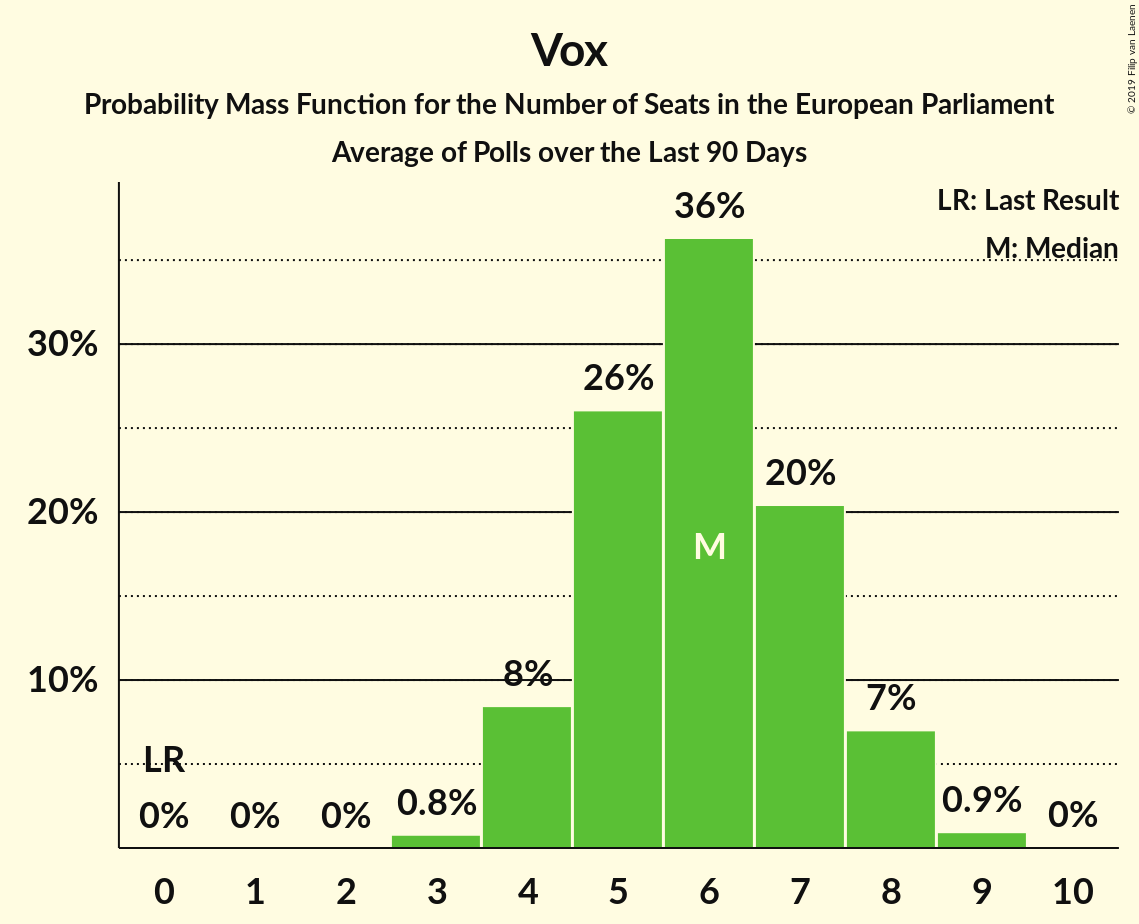 Vox
Probability Mass Function for the Number of Seats in the European Parliament
Average of Polls over the Last 90 Days
© 2019 Filip van Laenen
LR: Last Result
M: Median
36%
30%
26%
20%
20%
M
10%
8%
7%
LR
0%
0%
0%
0.8%
0.9%
0%
0 1 2 3 4 5 6 7 8 9 10